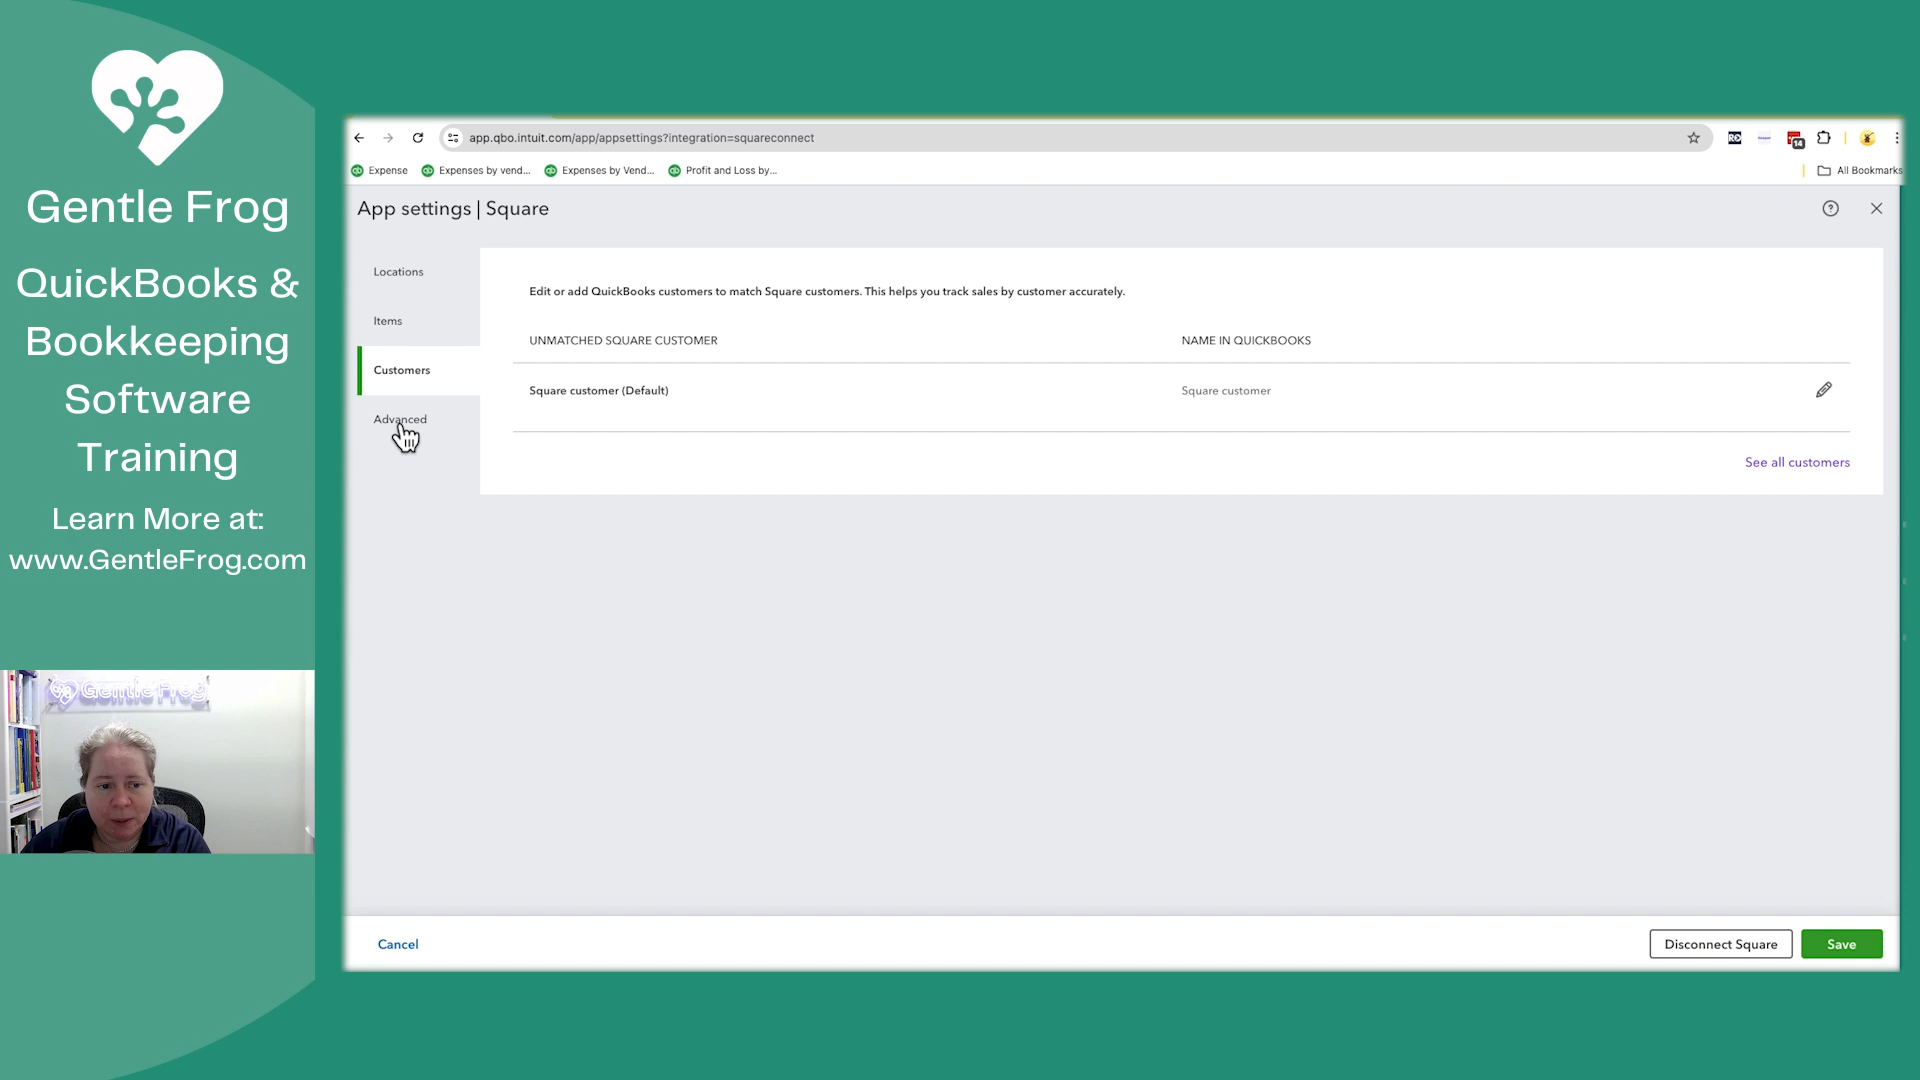 Gentle Frog
QuickBooks &
Bookkeeping
Software
Training
Learn More at:
www.GentleFrog.com
Gentle Frog
app.qbo.intuit.com/app/appsettings?integration=squareconnect
14
Expense
Expenses by vend...
Expenses by Vend...
Profit and Loss by...
All Bookmarks
App settings | Square
Locations
Items
Customers
Advanced
Edit or add QuickBooks customers to match Square customers. This helps you track sales by customer accurately.
UNMATCHED SQUARE CUSTOMER
NAME IN QUICKBOOKS
Square customer (Default)
Square customer
See all customers
Cancel
Disconnect Square
Save